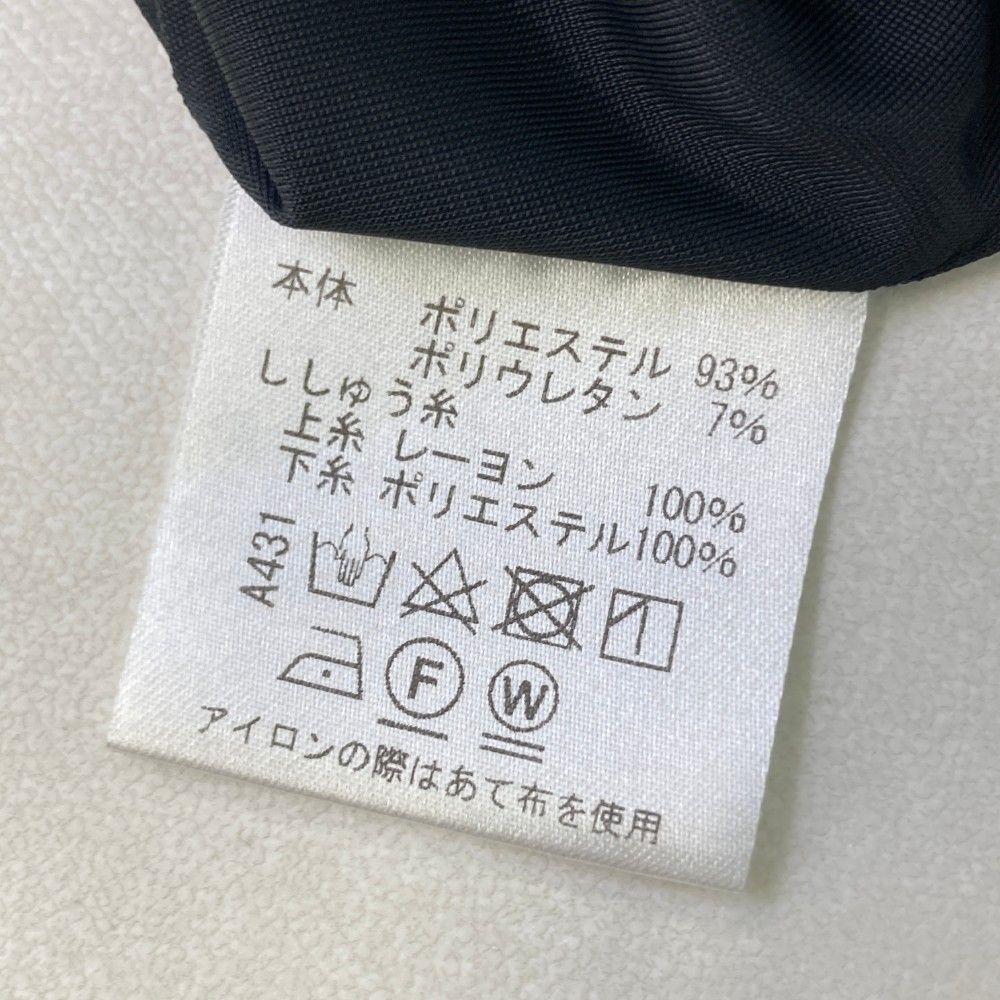 本体 ポリエステル 93%
ポリウレタン 7%
ししゅう糸
上糸 レーヨン 100%
下糸 ポリエステル100%
A431
F W
アイロンの際はあて布を使用